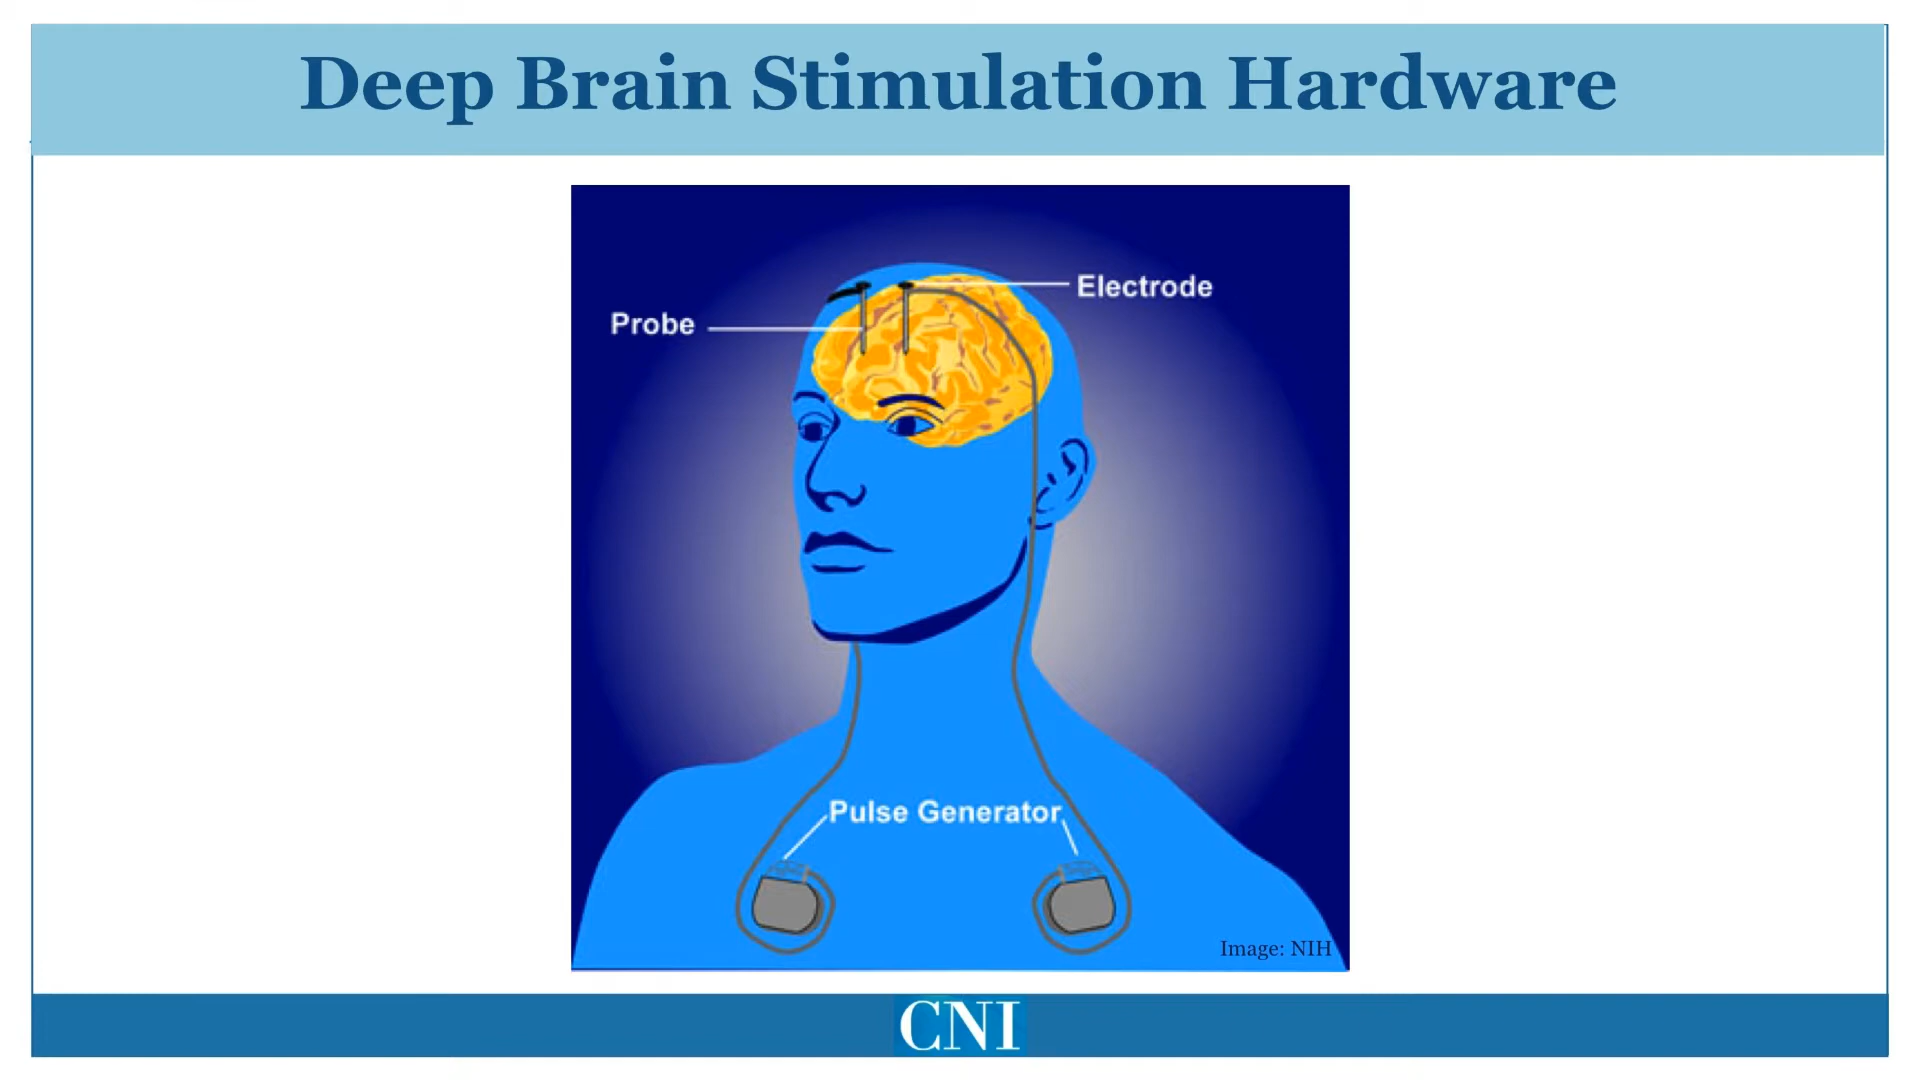 Deep Brain Stimulation Hardware
Electrode
Probe
Pulse Generator
Image: NIH
CNI